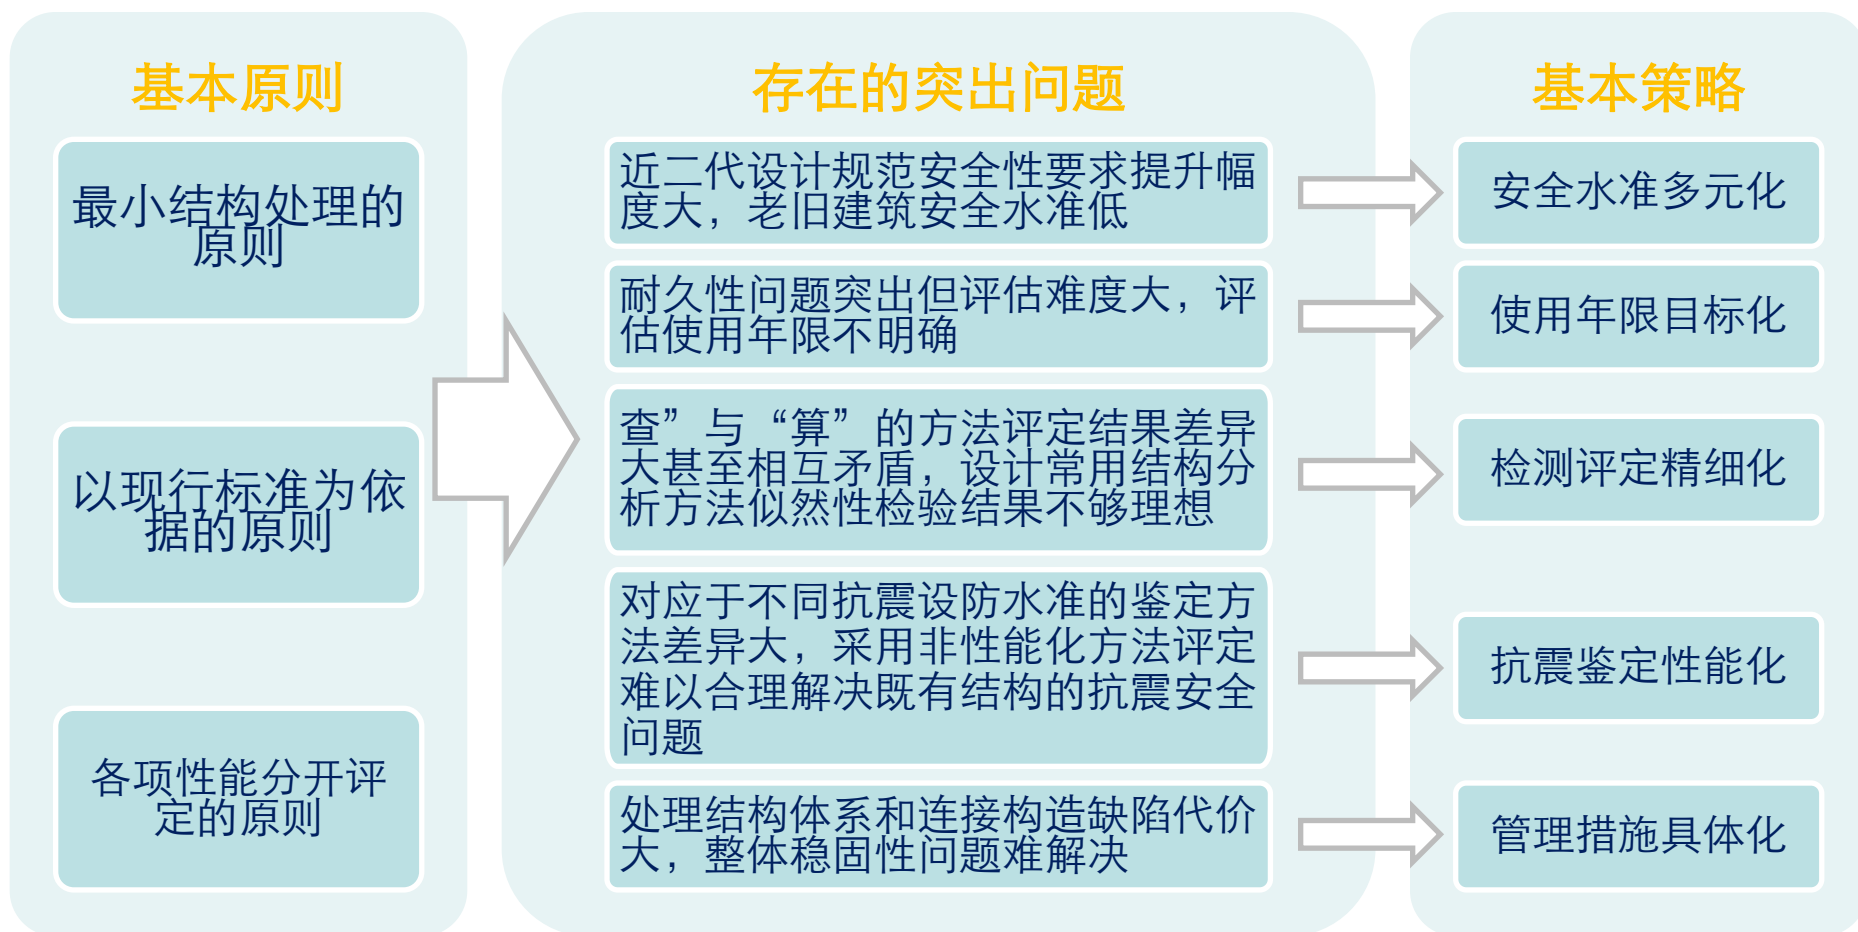 基本原则
最小结构处理的
原则
以现行标准为依
据的原则
各项性能分开评
定的原则
存在的突出问题
近二代设计规范安全性要求提升幅
度大，老旧建筑安全水准低
耐久性问题突出但评估难度大，评
估使用年限不明确
查”与“算”的方法评定结果差异
大甚至相互矛盾，设计常用结构分
析方法似然性检验结果不够理想
对应于不同抗震设防水准的鉴定方
法差异大，采用非性能化方法评定
难以合理解决既有结构的抗震安全
问题
处理结构体系和连接构造缺陷代价
大，整体稳固性问题难解决
基本策略
安全水准多元化
使用年限目标化
检测评定精细化
抗震鉴定性能化
管理措施具体化